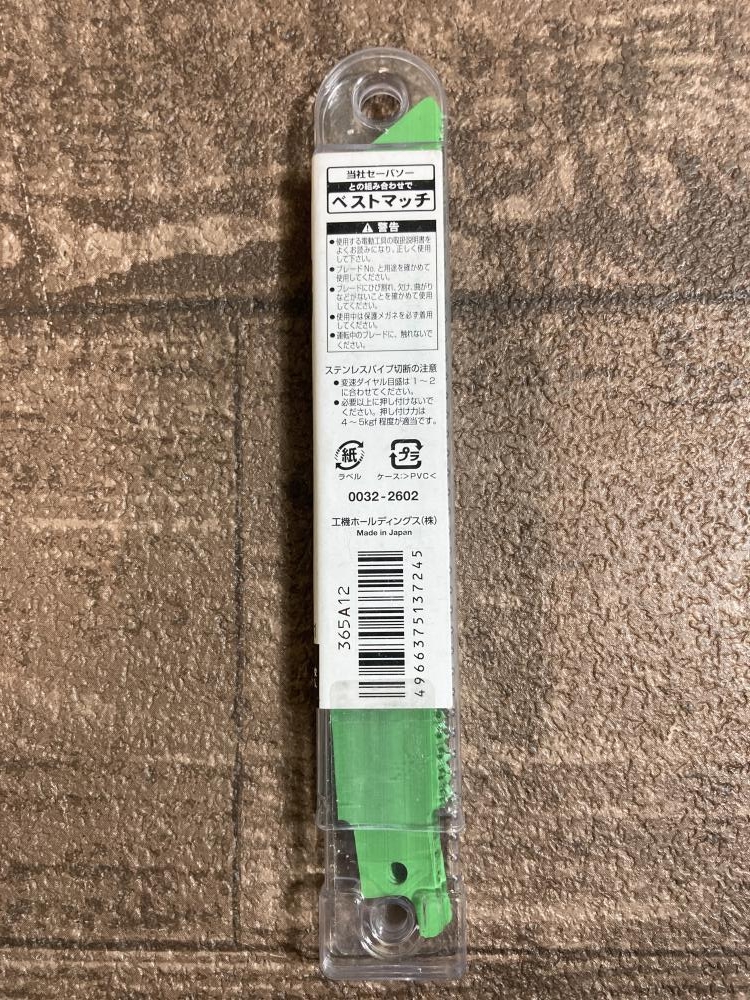 当社セーバソー
との組み合わせで
ベストマッチ
警告
●使用する電動工具の取扱説明書を
よくお読みになり、正しく使用
して下さい。
●ブレードNo.と用途を確かめて
使用してください。
●ブレードにひび割れ、欠け、曲がり
などがないことを確かめて使用
してください。
●使用中は保護メガネを必ず着用
してください。
●運転中のブレードに、触れないで
ください。
ステンレスパイプ切断の注意
●変速ダイヤル目盛は1～2
に合わせてください。
●必要以上に押し付けないで
ください。押し付け力は
4～5kgf程度が適当です。
紙
ラベル
プラ
ケース:>PVC<
0032-2602
工機ホールディングス(株)
Made in Japan
365A12
4966375137245